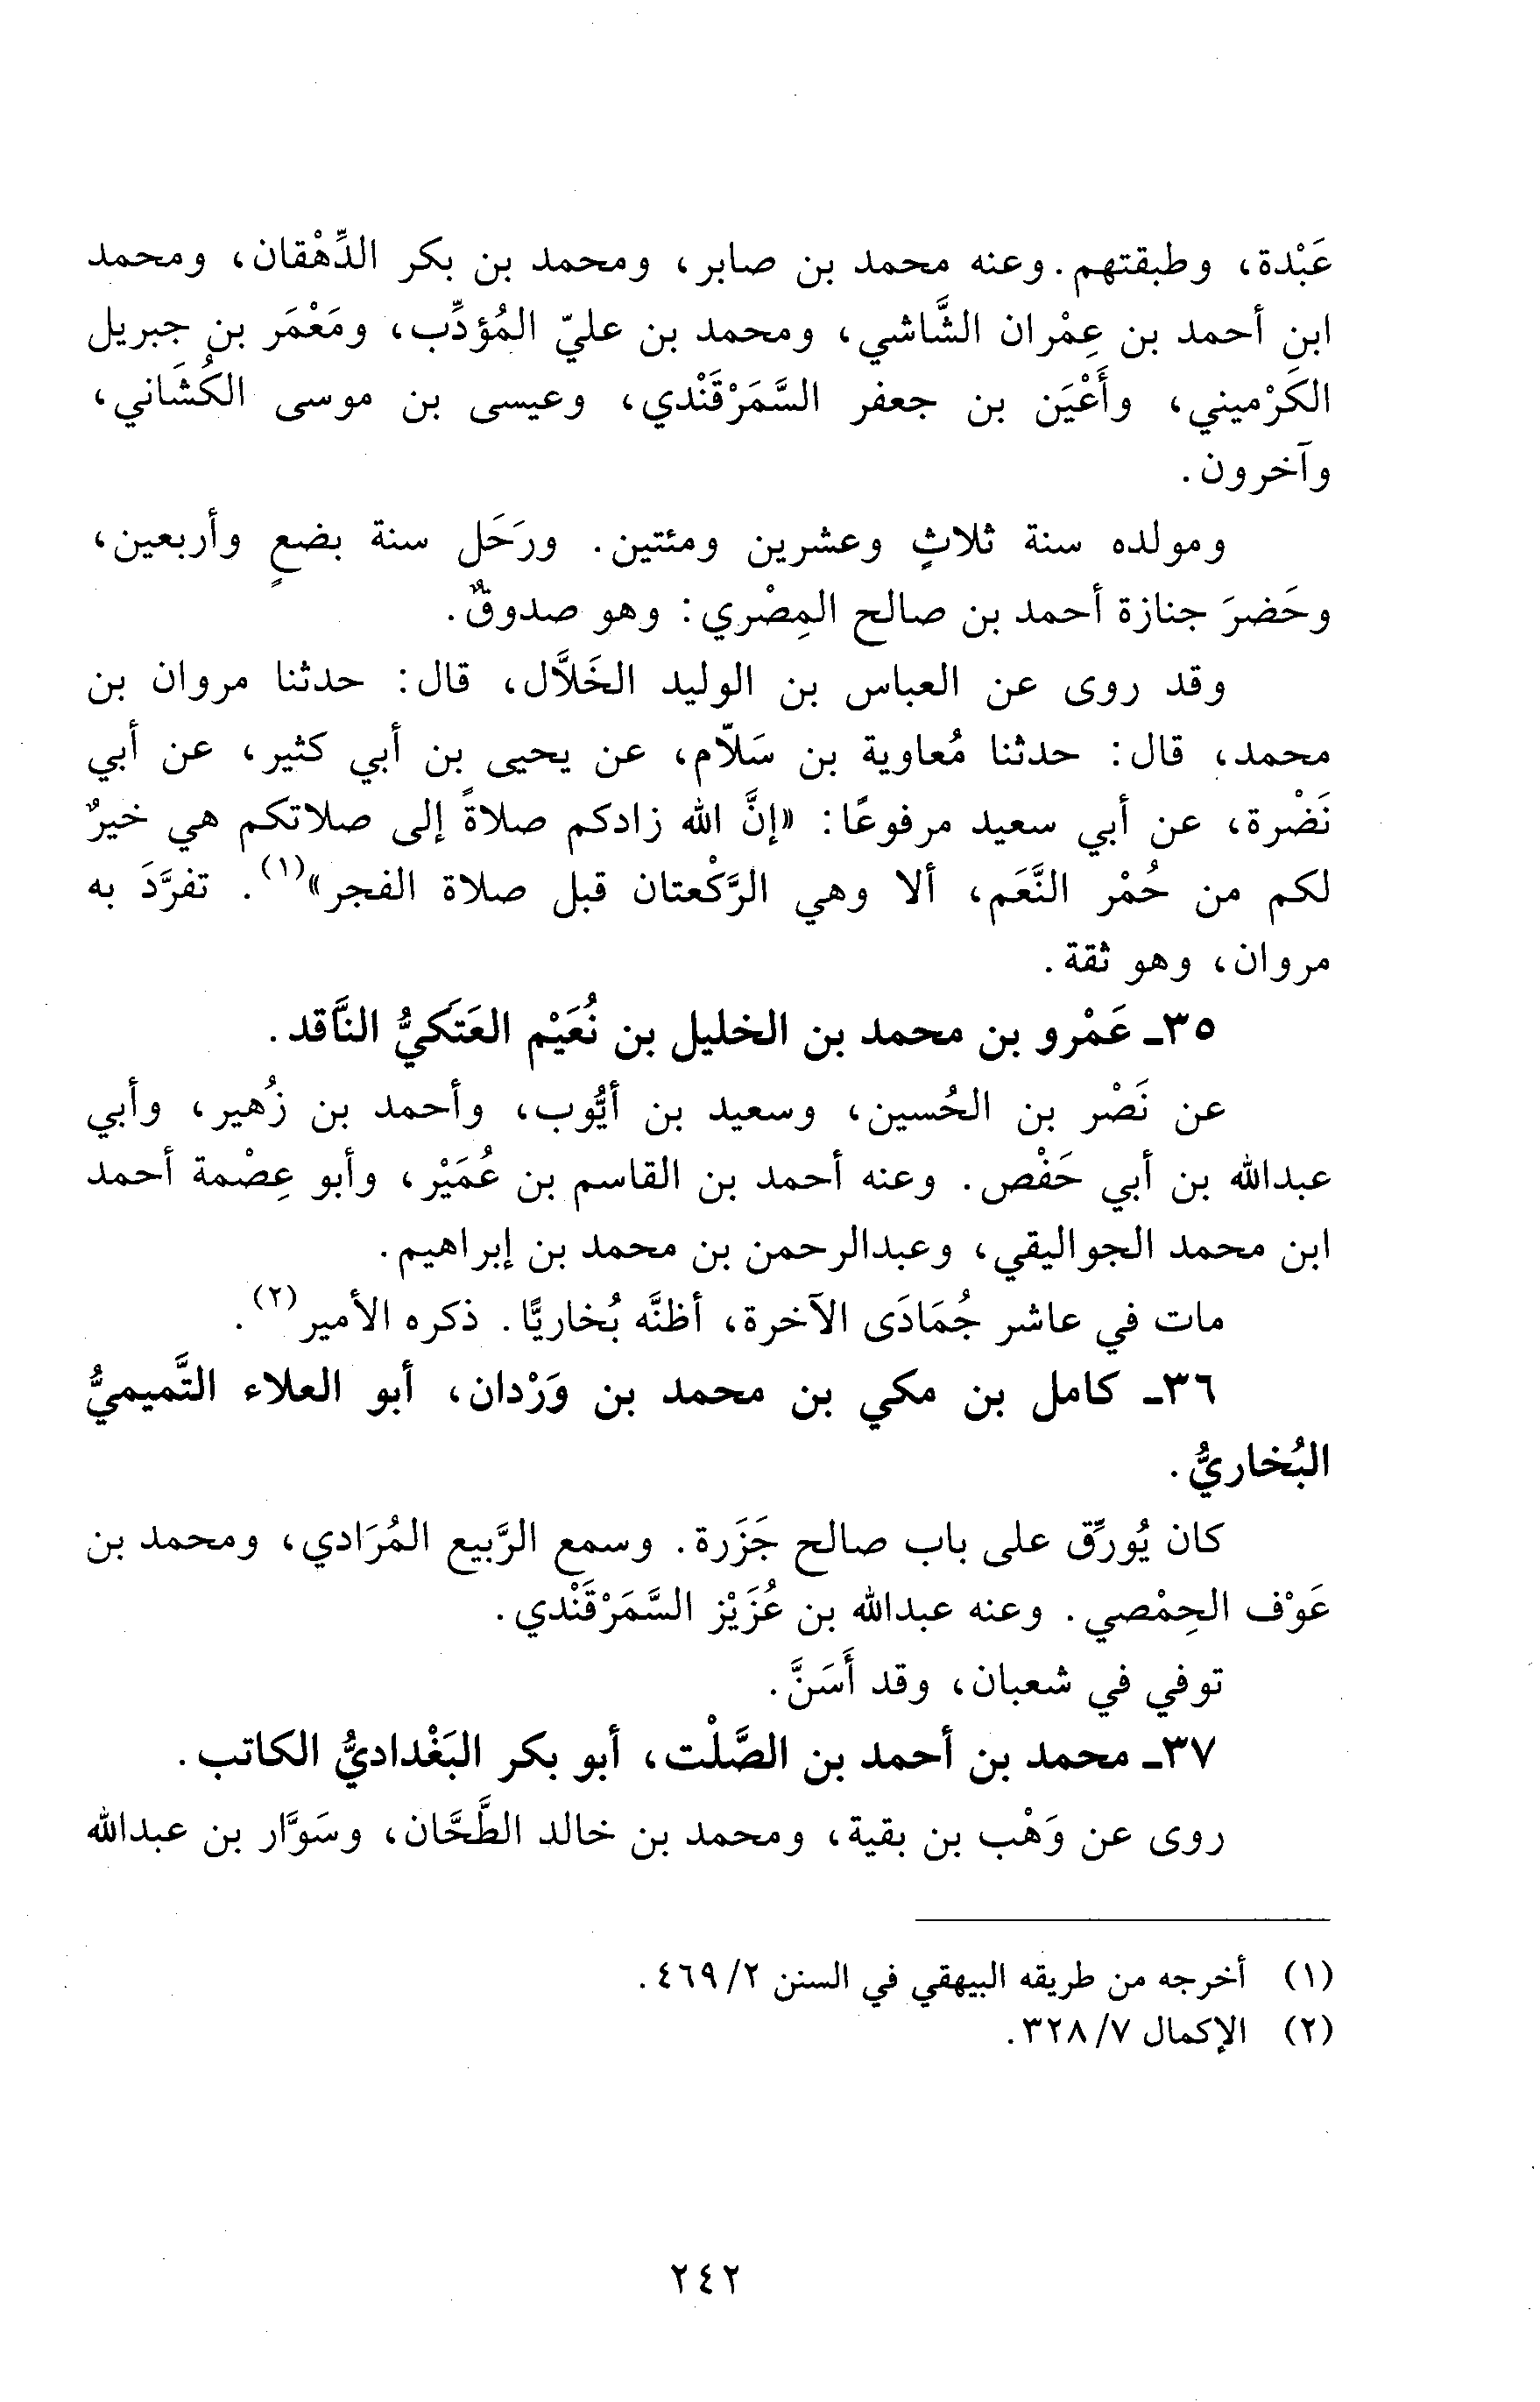 عَبْدة، وطبقتهم. وعنه محمد بن صابر، ومحمد بن بكر الدِّهْقان، ومحمد
ابن أحمد بن عِمْران الشَّاشي، ومحمد بن عليّ المُؤدِّب، ومَعْمَر بن جبريل
الكَرْميني، وأَعْيَن بن جعفر السَّمَرْقَنْدي، وعيسى بن موسى الكُشَاني،
وآخرون.
ومولده سنة ثلاثٍ وعشرين ومئتين. ورَحَل سنة بضعٍ وأربعين،
وحَضرَ جنازة أحمد بن صالح المِصْري: وهو صدوقٌ.
وقد روى عن العباس بن الوليد الخَلاَّل، قال: حدثنا مروان بن
محمد، قال: حدثنا مُعاوية بن سَلاّم، عن يحيى بن أبي كثير، عن أبي
نَضْرة، عن أبي سعيد مرفوعًا: «إنَّ الله زادكم صلاةً إلى صلاتكم هي خيرٌ
لكم من حُمْر النَّعَم، ألا وهي الرَّكْعتان قبل صلاة الفجر»(١). تفرَّدَ به
مروان، وهو ثقة.
٣٥ـ عَمْرو بن محمد بن الخليل بن نُعَيْم العَتَكيُّ النَّاقد.
عن نَصْر بن الحُسين، وسعيد بن أيُّوب، وأحمد بن زُهير، وأبي
عبدالله بن أبي حَفْص. وعنه أحمد بن القاسم بن عُمَيْر، وأبو عِصْمة أحمد
ابن محمد الجواليقي، وعبدالرحمن بن محمد بن إبراهيم.
مات في عاشر جُمَادَى الآخرة، أظنَّه بُخاريًّا. ذكره الأمير(٢).
٣٦ـ كامل بن مكي بن محمد بن وَرْدان، أبو العلاء التَّميميُّ
البُخاريُّ.
كان يُورِّق على باب صالح جَزَرة. وسمع الرَّبيع المُرَادي، ومحمد بن
عَوْف الحِمْصي. وعنه عبدالله بن عُزَيْز السَّمَرْقَنْدي.
توفي في شعبان، وقد أَسَنَّ.
٣٧ـ محمد بن أحمد بن الصَّلْت، أبو بكر البَغْداديُّ الكاتب.
روى عن وَهْب بن بقية، ومحمد بن خالد الطَّحَّان، وسَوَّار بن عبدالله
(١) أخرجه من طريقه البيهقي في السنن ٢/ ٤٦٩.
(٢) الإكمال ٧/ ٣٢٨.
٢٤٢